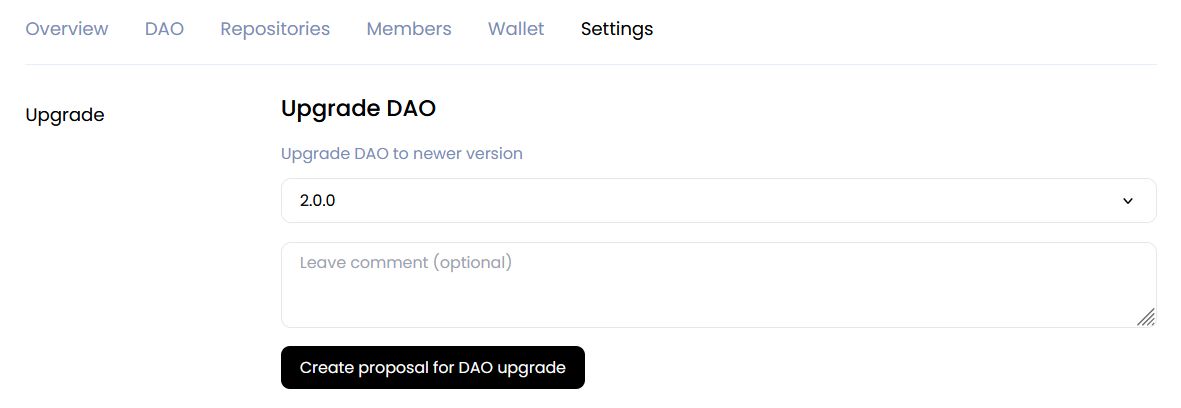 Overview DAO Repositories Members Wallet Settings
Upgrade
Upgrade DAO
Upgrade DAO to newer version
2.0.0
Leave comment (optional)
Create proposal for DAO upgrade